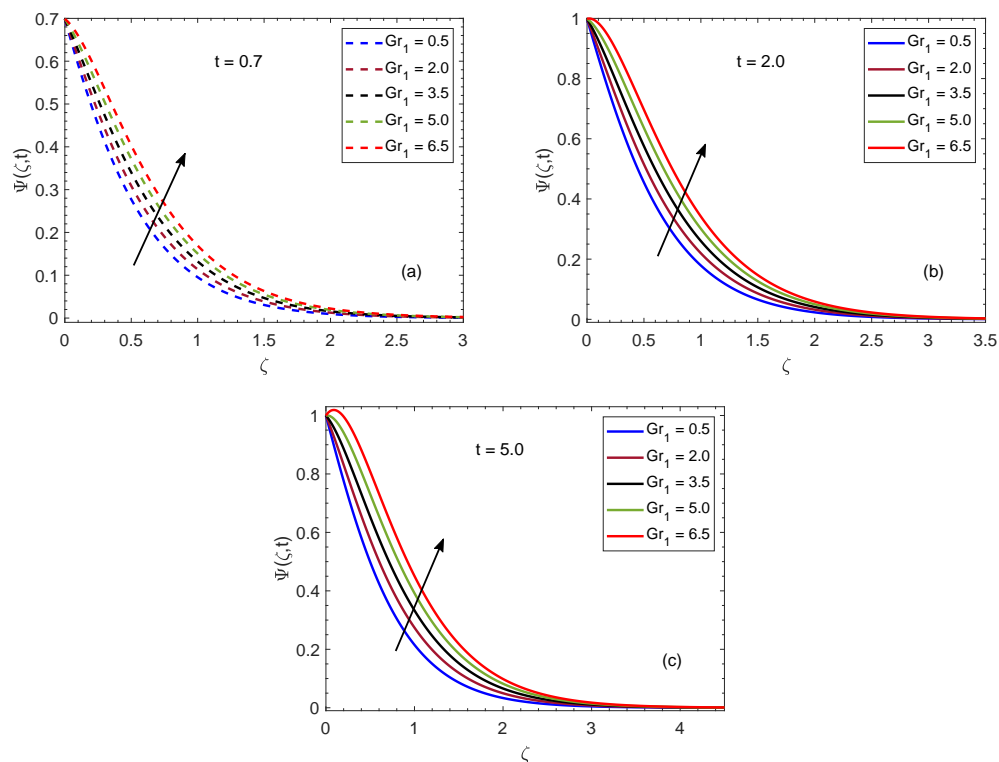 0.7
0.6
0.5
0.4
0.3
0.2
0.1
0
Ψ(ζ,t)
t = 0.7
Gr₁ = 0.5
Gr₁ = 2.0
Gr₁ = 3.5
Gr₁ = 5.0
Gr₁ = 6.5
(a)
0 0.5 1 1.5 2 2.5 3
ζ
1
0.8
0.6
0.4
0.2
0
Ψ(ζ,t)
t = 2.0
Gr₁ = 0.5
Gr₁ = 2.0
Gr₁ = 3.5
Gr₁ = 5.0
Gr₁ = 6.5
(b)
0 0.5 1 1.5 2 2.5 3 3.5
ζ
1
0.8
0.6
0.4
0.2
0
Ψ(ζ,t)
t = 5.0
Gr₁ = 0.5
Gr₁ = 2.0
Gr₁ = 3.5
Gr₁ = 5.0
Gr₁ = 6.5
(c)
0 1 2 3 4
ζ